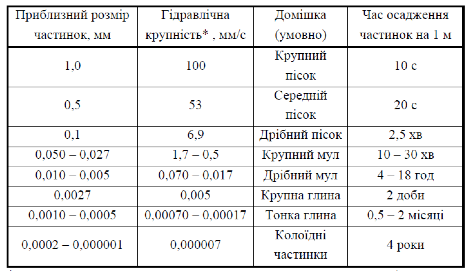 Приблизний розмір частинок, мм | Гідравлічна крупність* , мм/с | Домішка (умовно) | Час осадження частинок на 1 м
1,0 | 100 | Крупний пісок | 10 с
0,5 | 53 | Середній пісок | 20 с
0,1 | 6,9 | Дрібний пісок | 2,5 хв
0,050 – 0,027 | 1,7 – 0,5 | Крупний мул | 10 – 30 хв
0,010 – 0,005 | 0,070 – 0,017 | Дрібний мул | 4 – 18 год
0,0027 | 0,005 | Крупна глина | 2 доби
0,0010 – 0,0005 | 0,00070 – 0,00017 | Тонка глина | 0,5 – 2 місяці
0,0002 – 0,000001 | 0,000007 | Колоїдні частинки | 4 роки